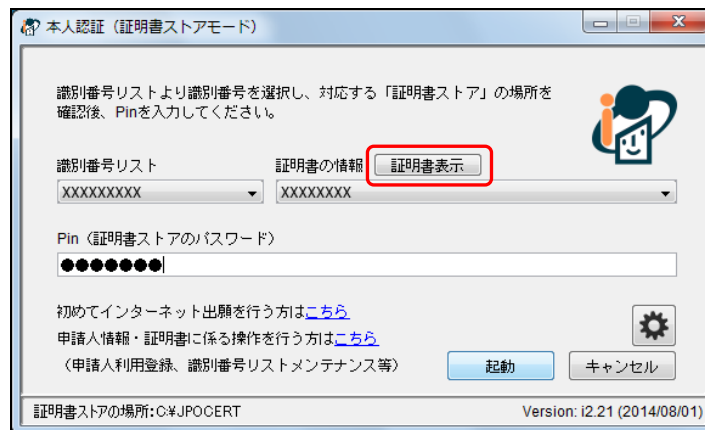 本人認証（証明書ストアモード）
識別番号リストより識別番号を選択し、対応する「証明書ストア」の場所を
確認後、Pinを入力してください。
識別番号リスト 証明書の情報 証明書表示
XXXXXXXXX XXXXXXXX
Pin（証明書ストアのパスワード）
●●●●●●●
初めてインターネット出願を行う方はこちら
申請人情報・証明書に係る操作を行う方はこちら
（申請人利用登録、識別番号リストメンテナンス等） 起動 キャンセル
証明書ストアの場所:C:¥JPOCERT Version: i2.21 (2014/08/01)